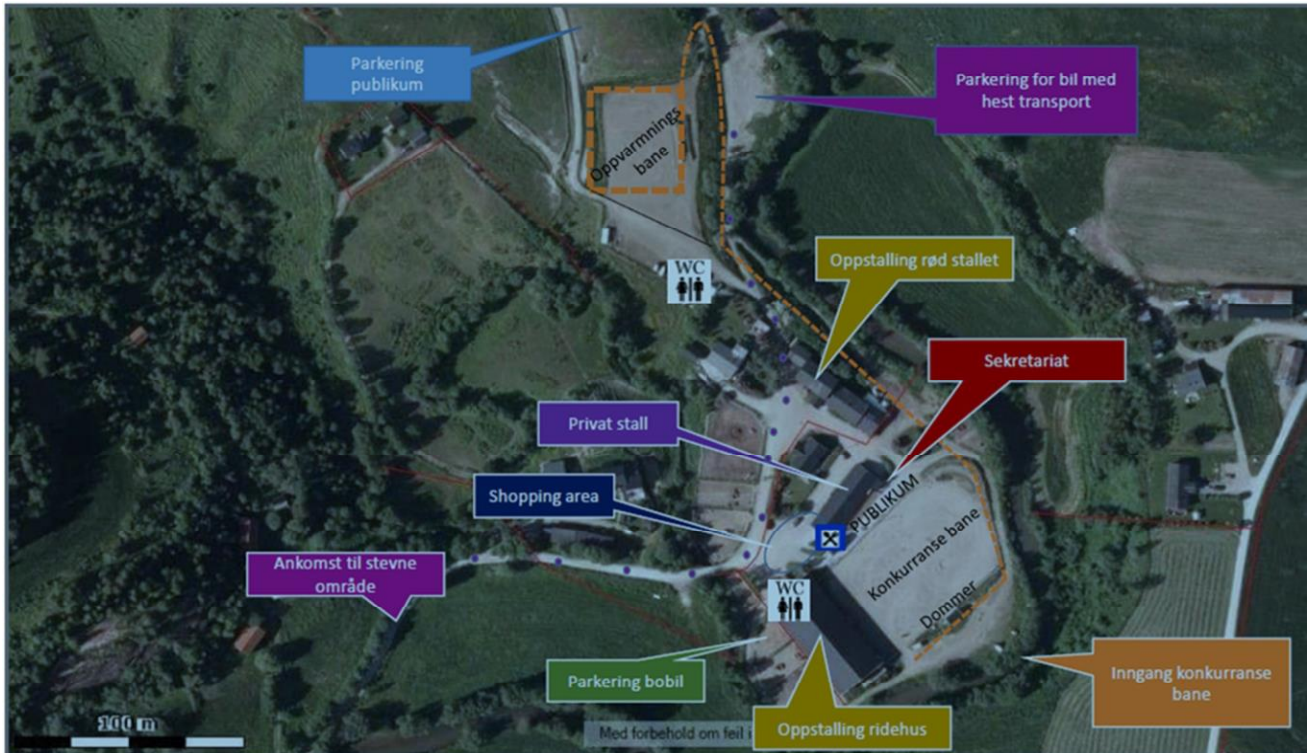 Parkering
publikum
Parkering for bil med
hest transport
Oppvarmnings
bane
WC
Oppstalling rød stallet
Sekretariat
Privat stall
Shopping area
PUBLIKUM
Konkurranse bane
Ankomst til stevne
område
WC
Dommer
Parkering bobil
Inngang konkurranse
bane
Oppstalling ridehus
100 m
Med forbehold om feil i